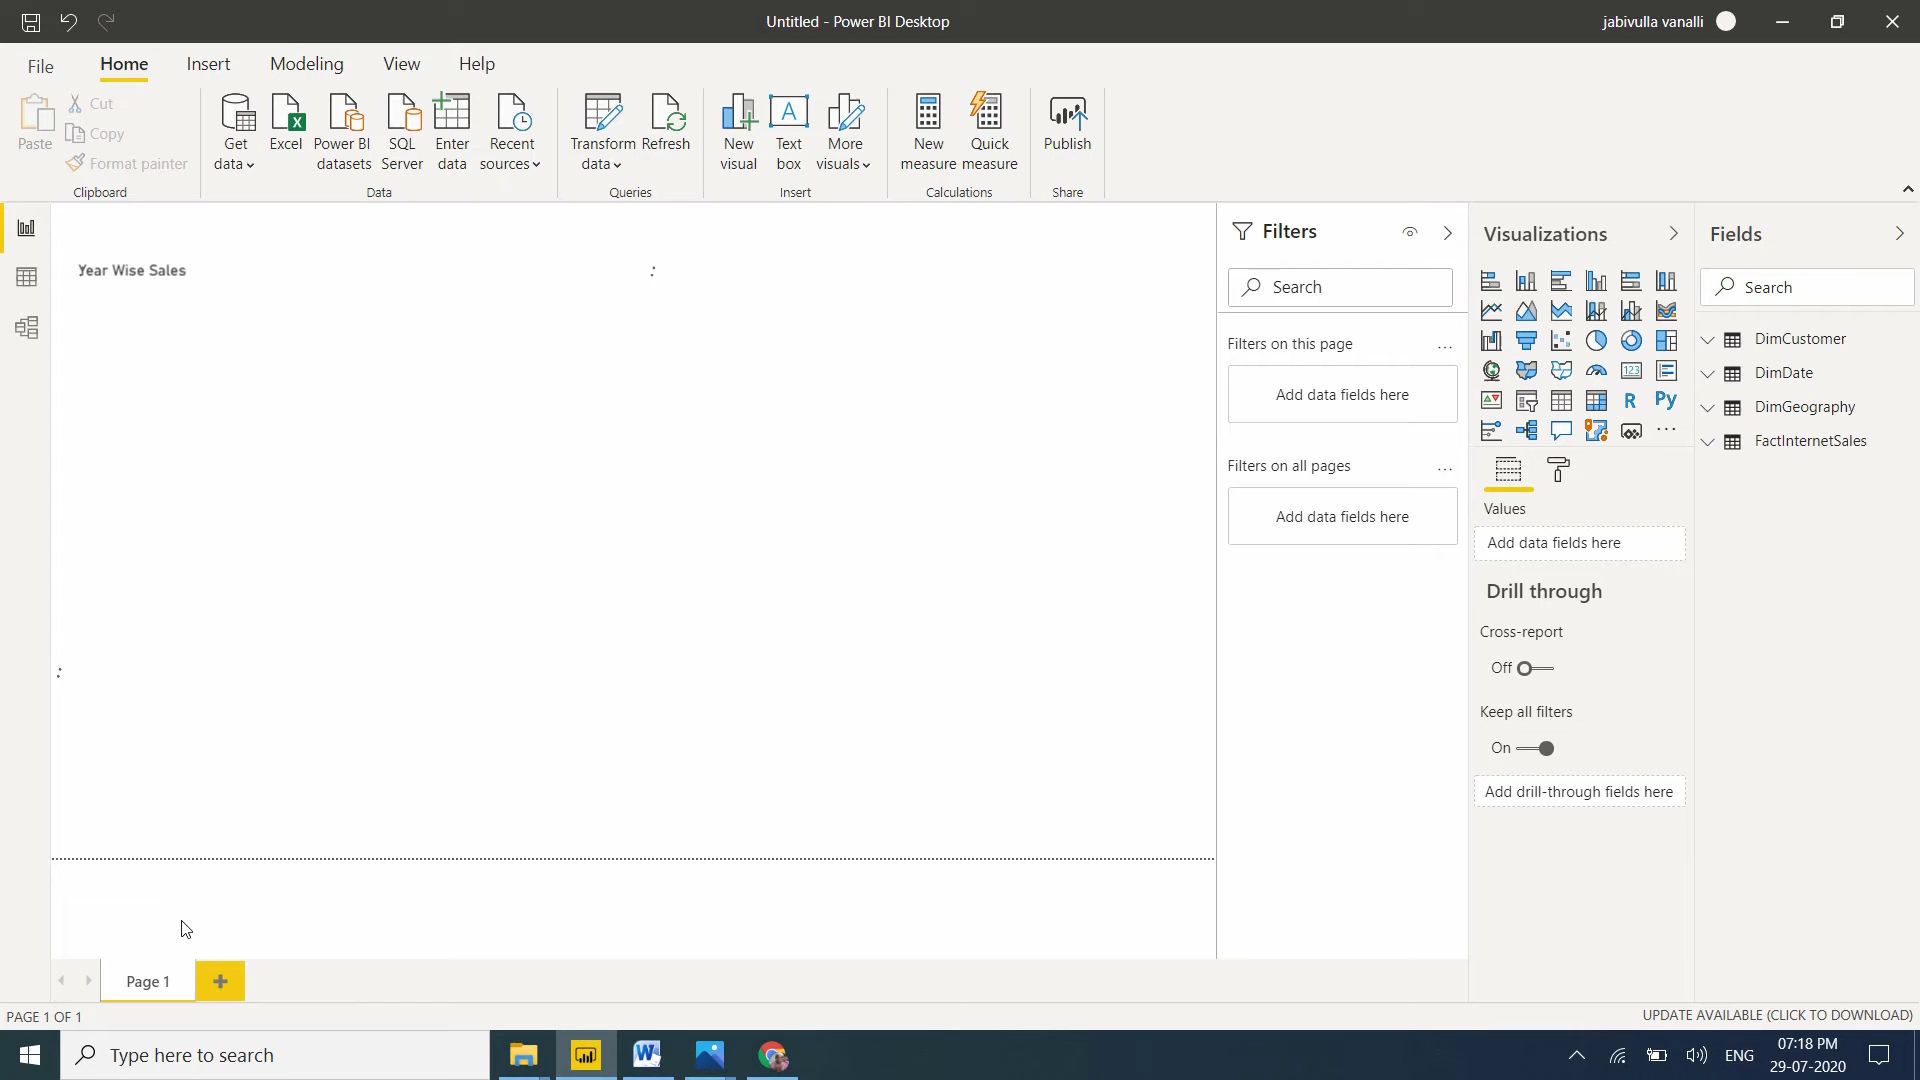 Untitled - Power BI Desktop
jabivulla vanalli
File
Home
Insert
Modeling
View
Help
Paste
Cut
Copy
Format painter
Clipboard
Get data
Excel
Power BI datasets
SQL Server
Enter data
Recent sources
Data
Transform data
Refresh
Queries
New visual
Text box
More visuals
Insert
New measure
Quick measure
Calculations
Publish
Share
Year Wise Sales
:
:
Filters
Search
Filters on this page
...
Add data fields here
Filters on all pages
...
Add data fields here
Visualizations
123
R
Py
...
Values
Add data fields here
Drill through
Cross-report
Off
Keep all filters
On
Add drill-through fields here
Fields
Search
DimCustomer
DimDate
DimGeography
FactInternetSales
Page 1
PAGE 1 OF 1
UPDATE AVAILABLE (CLICK TO DOWNLOAD)
Type here to search
ENG
07:18 PM
29-07-2020